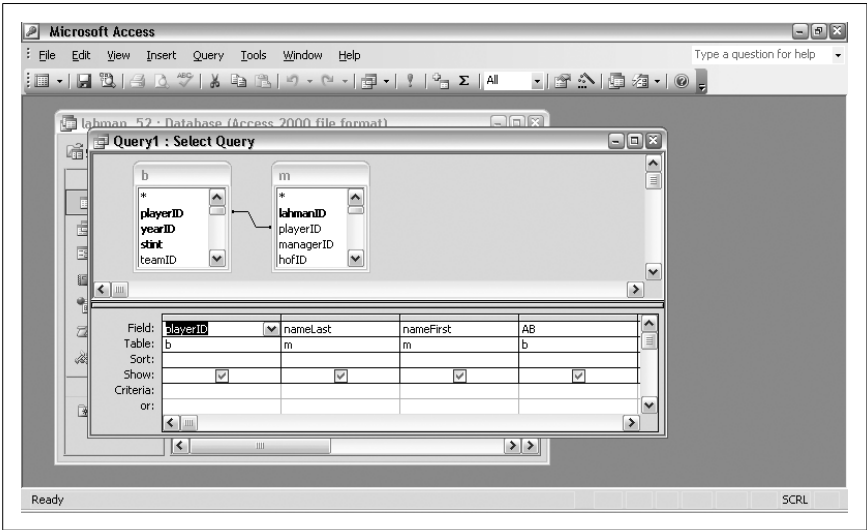 Microsoft Access
File Edit View Insert Query Tools Window Help Type a question for help
All
lahman_52 : Database (Access 2000 file format)
Query1 : Select Query
b m
* *
playerID lahmanID
yearID playerID
stint managerID
teamID hofID
Field: playerID nameLast nameFirst AB
Table: b m m b
Sort:
Show:
Criteria:
or:
Ready SCRL